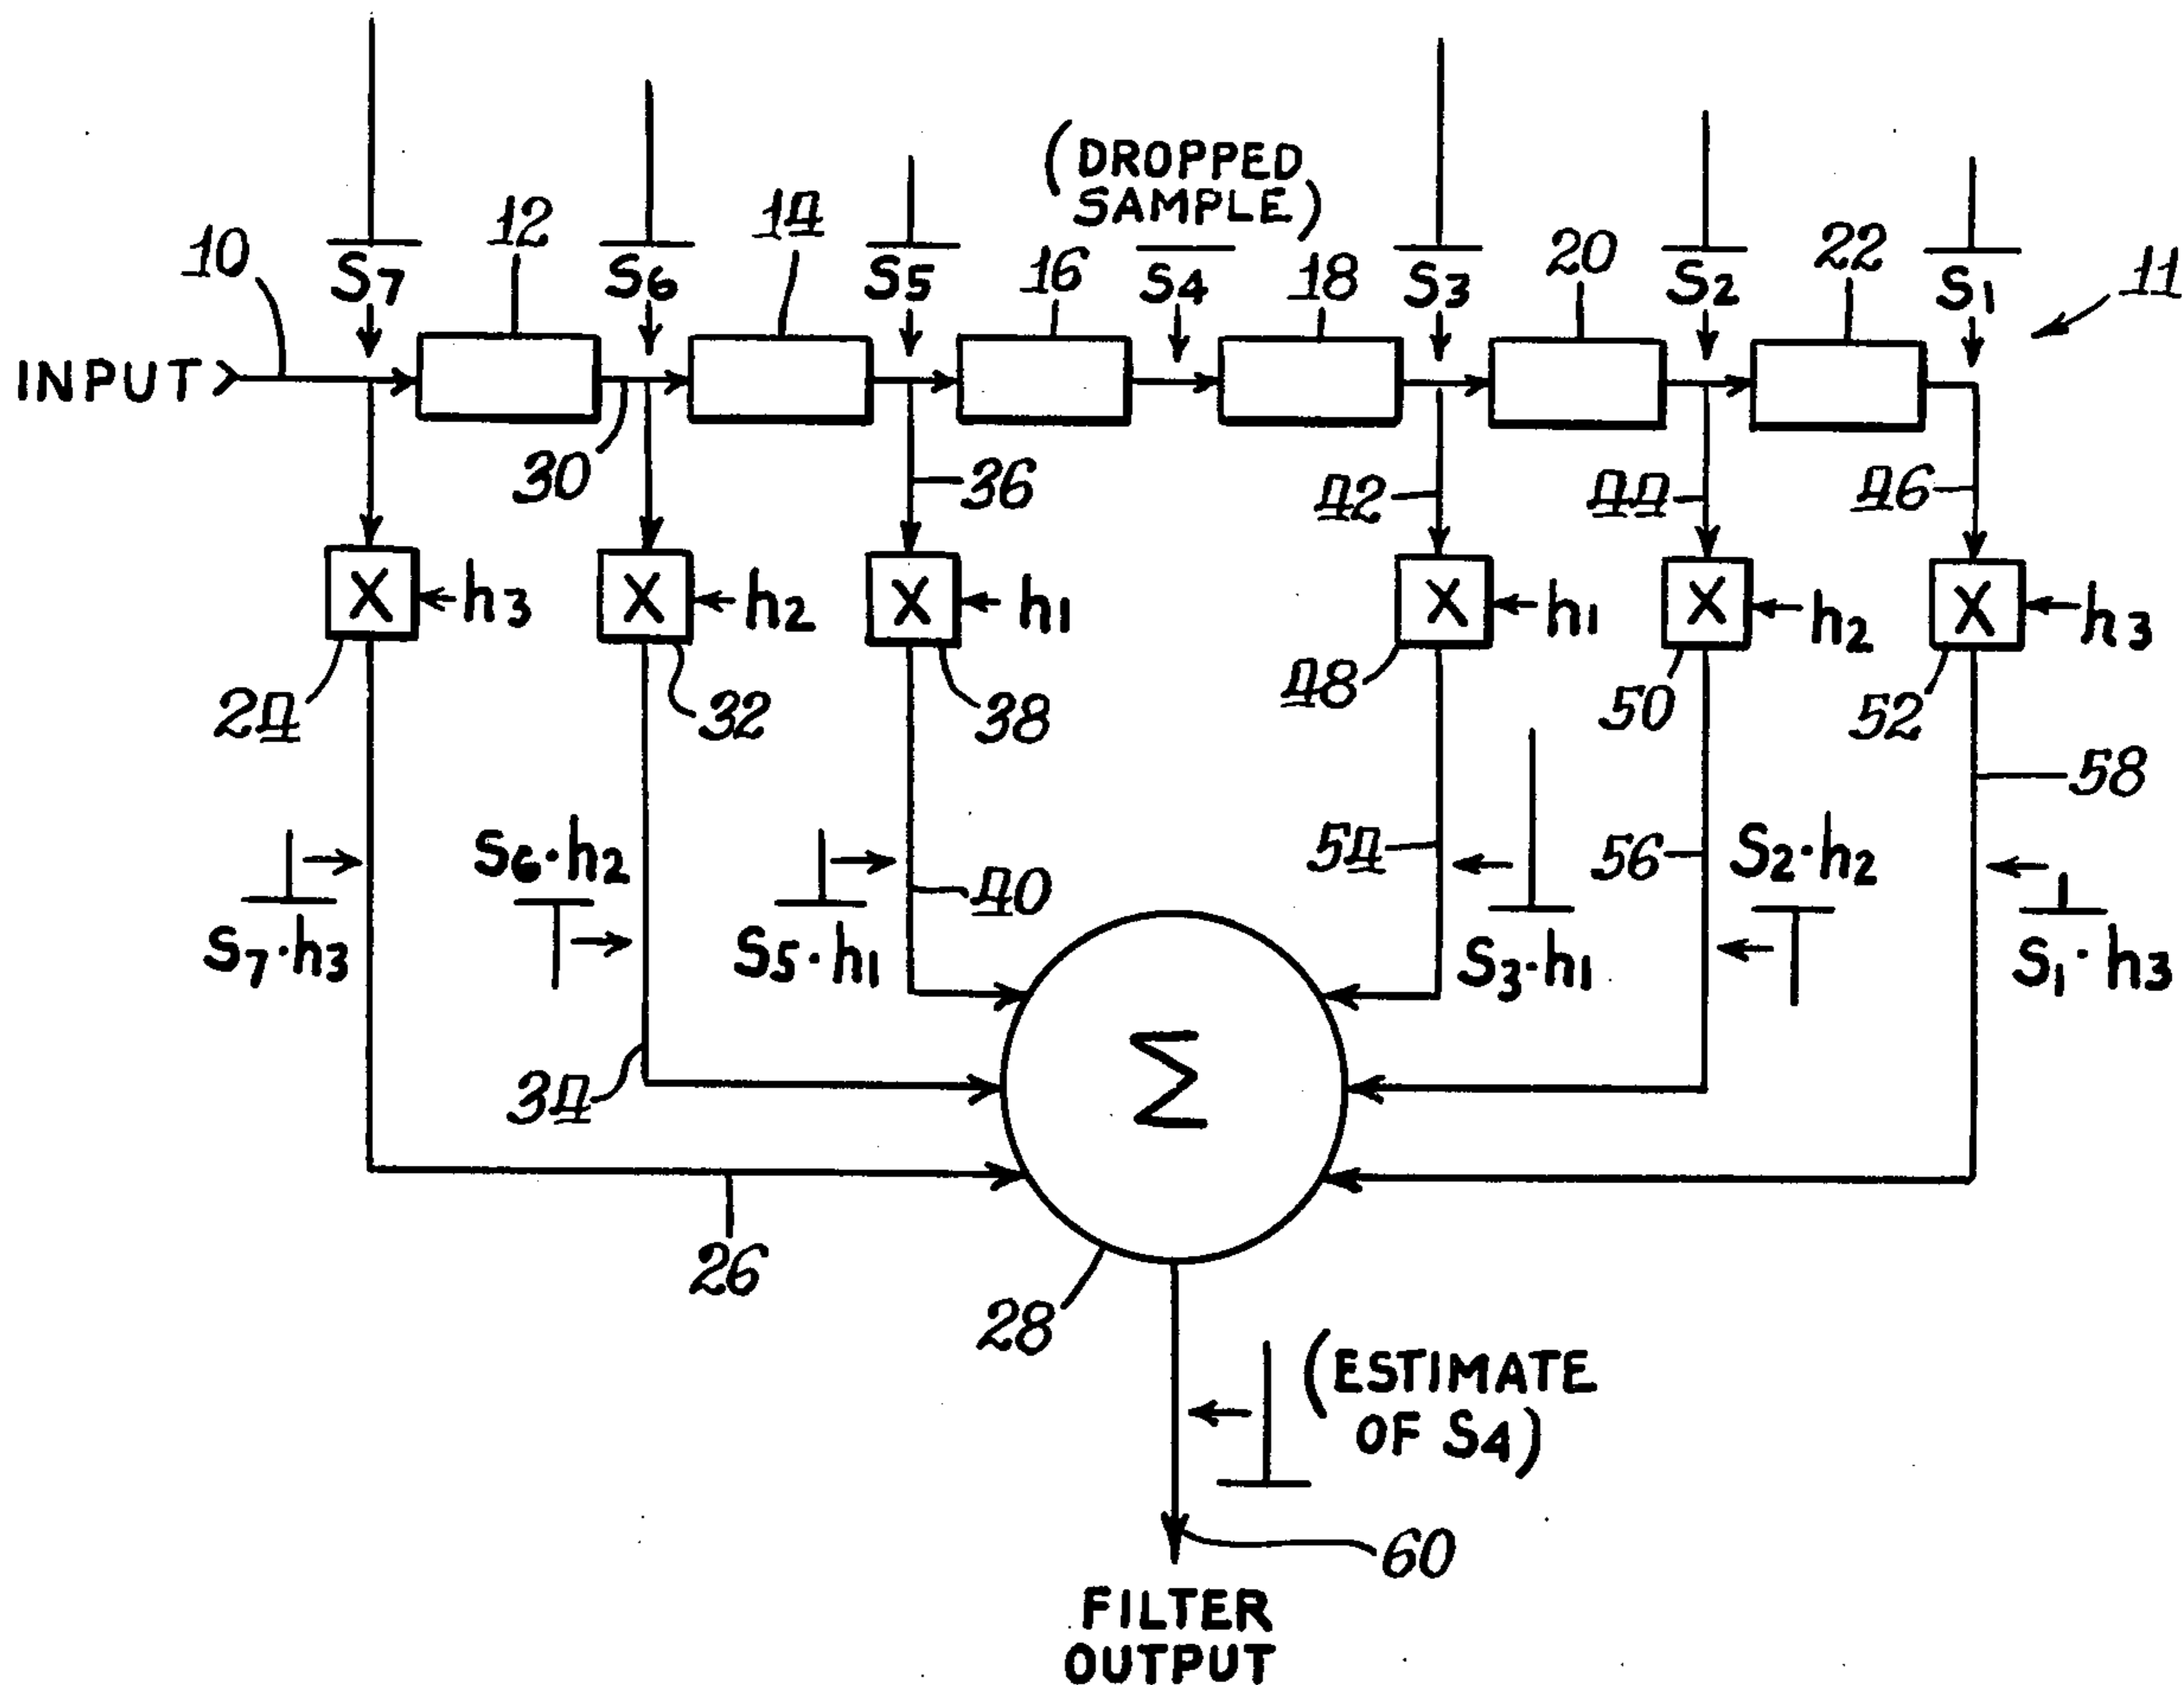 (DROPPED
SAMPLE)
10
S7
12
S6
14
S5
16
S4
18
S3
20
S2
22
S1
11
INPUT
30
36
42
44
46
X
h3
X
h2
X
h1
X
h1
X
h2
X
h3
24
32
38
48
50
52
58
S7·h3
S6·h2
S5·h1
40
54
S3·h1
56
S2·h2
S1·h3
Σ
34
26
28
(ESTIMATE
OF S4)
60
FILTER
OUTPUT